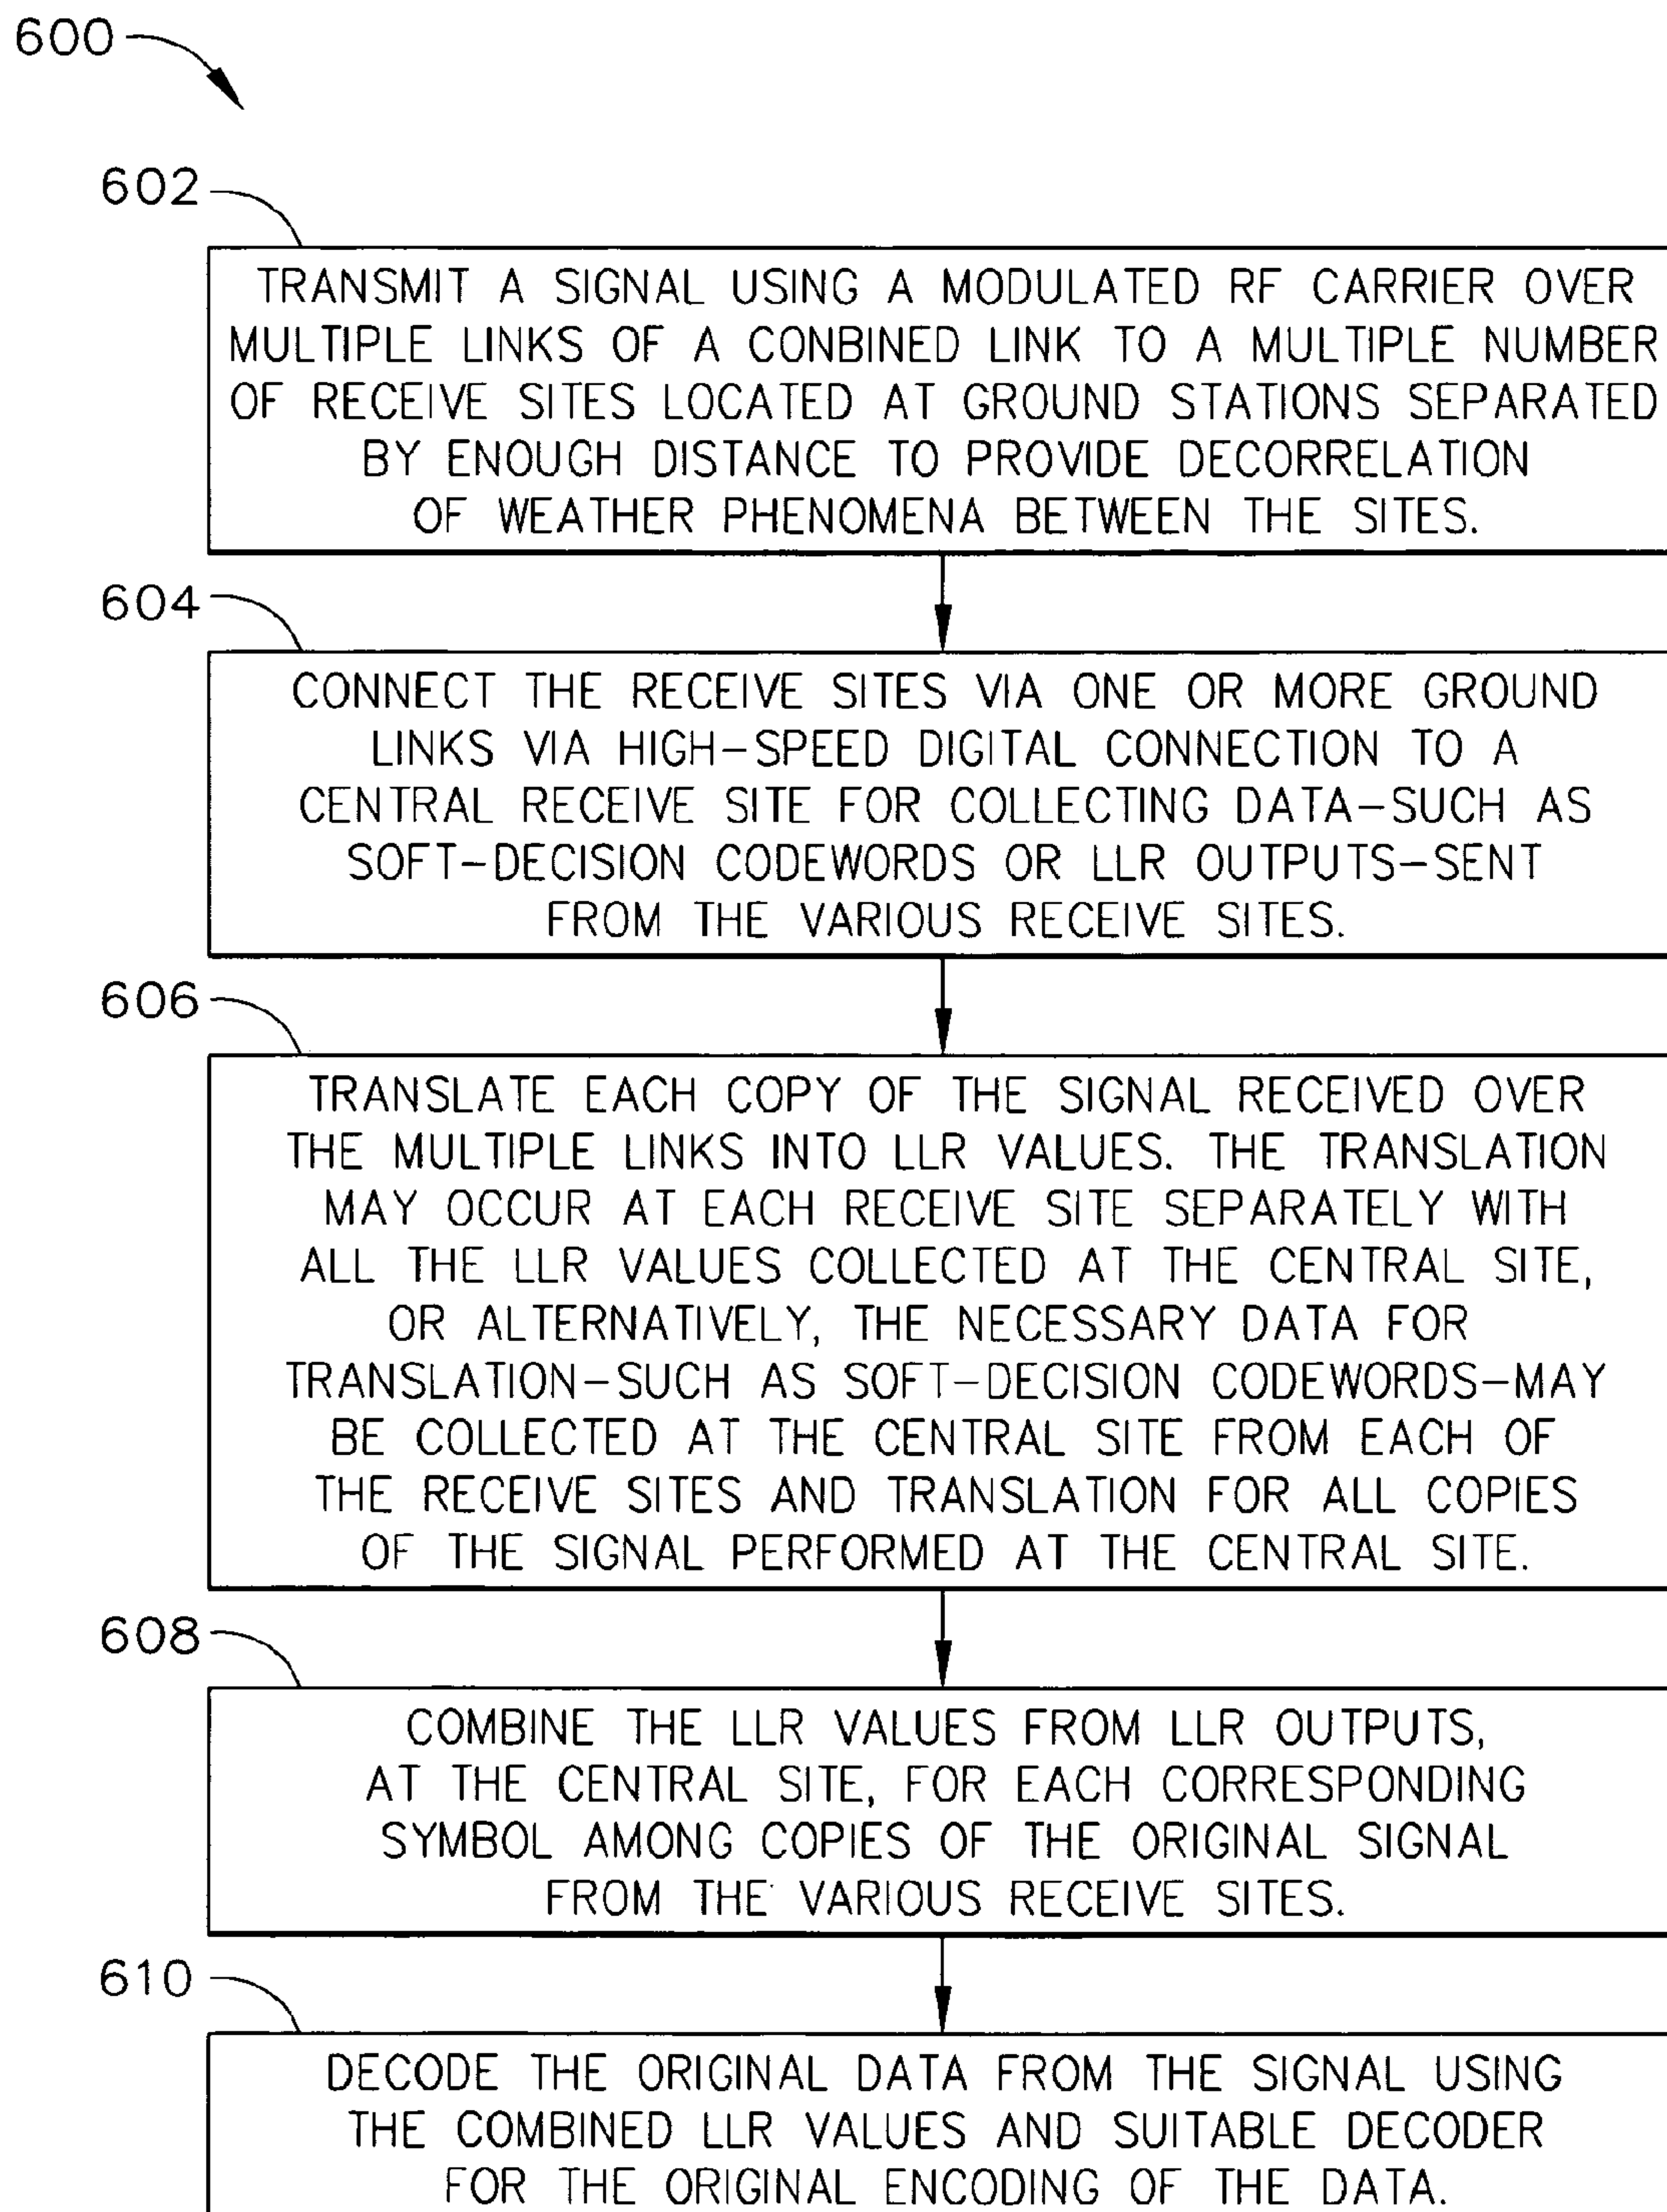 600
602
TRANSMIT A SIGNAL USING A MODULATED RF CARRIER OVER
MULTIPLE LINKS OF A CONBINED LINK TO A MULTIPLE NUMBER
OF RECEIVE SITES LOCATED AT GROUND STATIONS SEPARATED
BY ENOUGH DISTANCE TO PROVIDE DECORRELATION
OF WEATHER PHENOMENA BETWEEN THE SITES.
604
CONNECT THE RECEIVE SITES VIA ONE OR MORE GROUND
LINKS VIA HIGH-SPEED DIGITAL CONNECTION TO A
CENTRAL RECEIVE SITE FOR COLLECTING DATA-SUCH AS
SOFT-DECISION CODEWORDS OR LLR OUTPUTS-SENT
FROM THE VARIOUS RECEIVE SITES.
606
TRANSLATE EACH COPY OF THE SIGNAL RECEIVED OVER
THE MULTIPLE LINKS INTO LLR VALUES. THE TRANSLATION
MAY OCCUR AT EACH RECEIVE SITE SEPARATELY WITH
ALL THE LLR VALUES COLLECTED AT THE CENTRAL SITE,
OR ALTERNATIVELY, THE NECESSARY DATA FOR
TRANSLATION-SUCH AS SOFT-DECISION CODEWORDS-MAY
BE COLLECTED AT THE CENTRAL SITE FROM EACH OF
THE RECEIVE SITES AND TRANSLATION FOR ALL COPIES
OF THE SIGNAL PERFORMED AT THE CENTRAL SITE.
608
COMBINE THE LLR VALUES FROM LLR OUTPUTS,
AT THE CENTRAL SITE, FOR EACH CORRESPONDING
SYMBOL AMONG COPIES OF THE ORIGINAL SIGNAL
FROM THE VARIOUS RECEIVE SITES.
610
DECODE THE ORIGINAL DATA FROM THE SIGNAL USING
THE COMBINED LLR VALUES AND SUITABLE DECODER
FOR THE ORIGINAL ENCODING OF THE DATA.